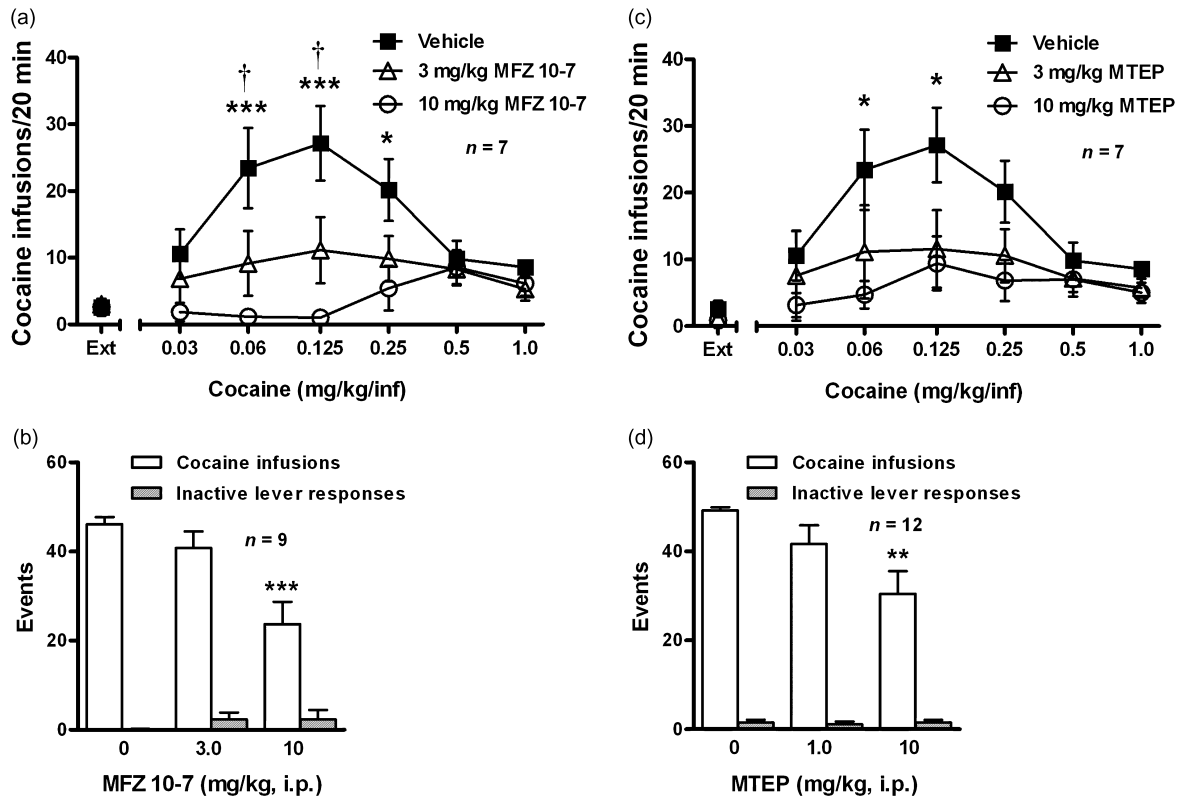 (a)
Vehicle
3 mg/kg MFZ 10-7
10 mg/kg MFZ 10-7
n = 7
†
***
†
***
*
Cocaine infusions/20 min
40
30
20
10
0
Ext
0.03
0.06
0.125
0.25
0.5
1.0
Cocaine (mg/kg/inf)
(c)
Vehicle
3 mg/kg MTEP
10 mg/kg MTEP
n = 7
*
*
Cocaine infusions/20 min
40
30
20
10
0
Ext
0.03
0.06
0.125
0.25
0.5
1.0
Cocaine (mg/kg/inf)
(b)
Cocaine infusions
Inactive lever responses
n = 9
***
Events
60
40
20
0
0
3.0
10
MFZ 10-7 (mg/kg, i.p.)
(d)
Cocaine infusions
Inactive lever responses
n = 12
**
Events
60
40
20
0
0
1.0
10
MTEP (mg/kg, i.p.)